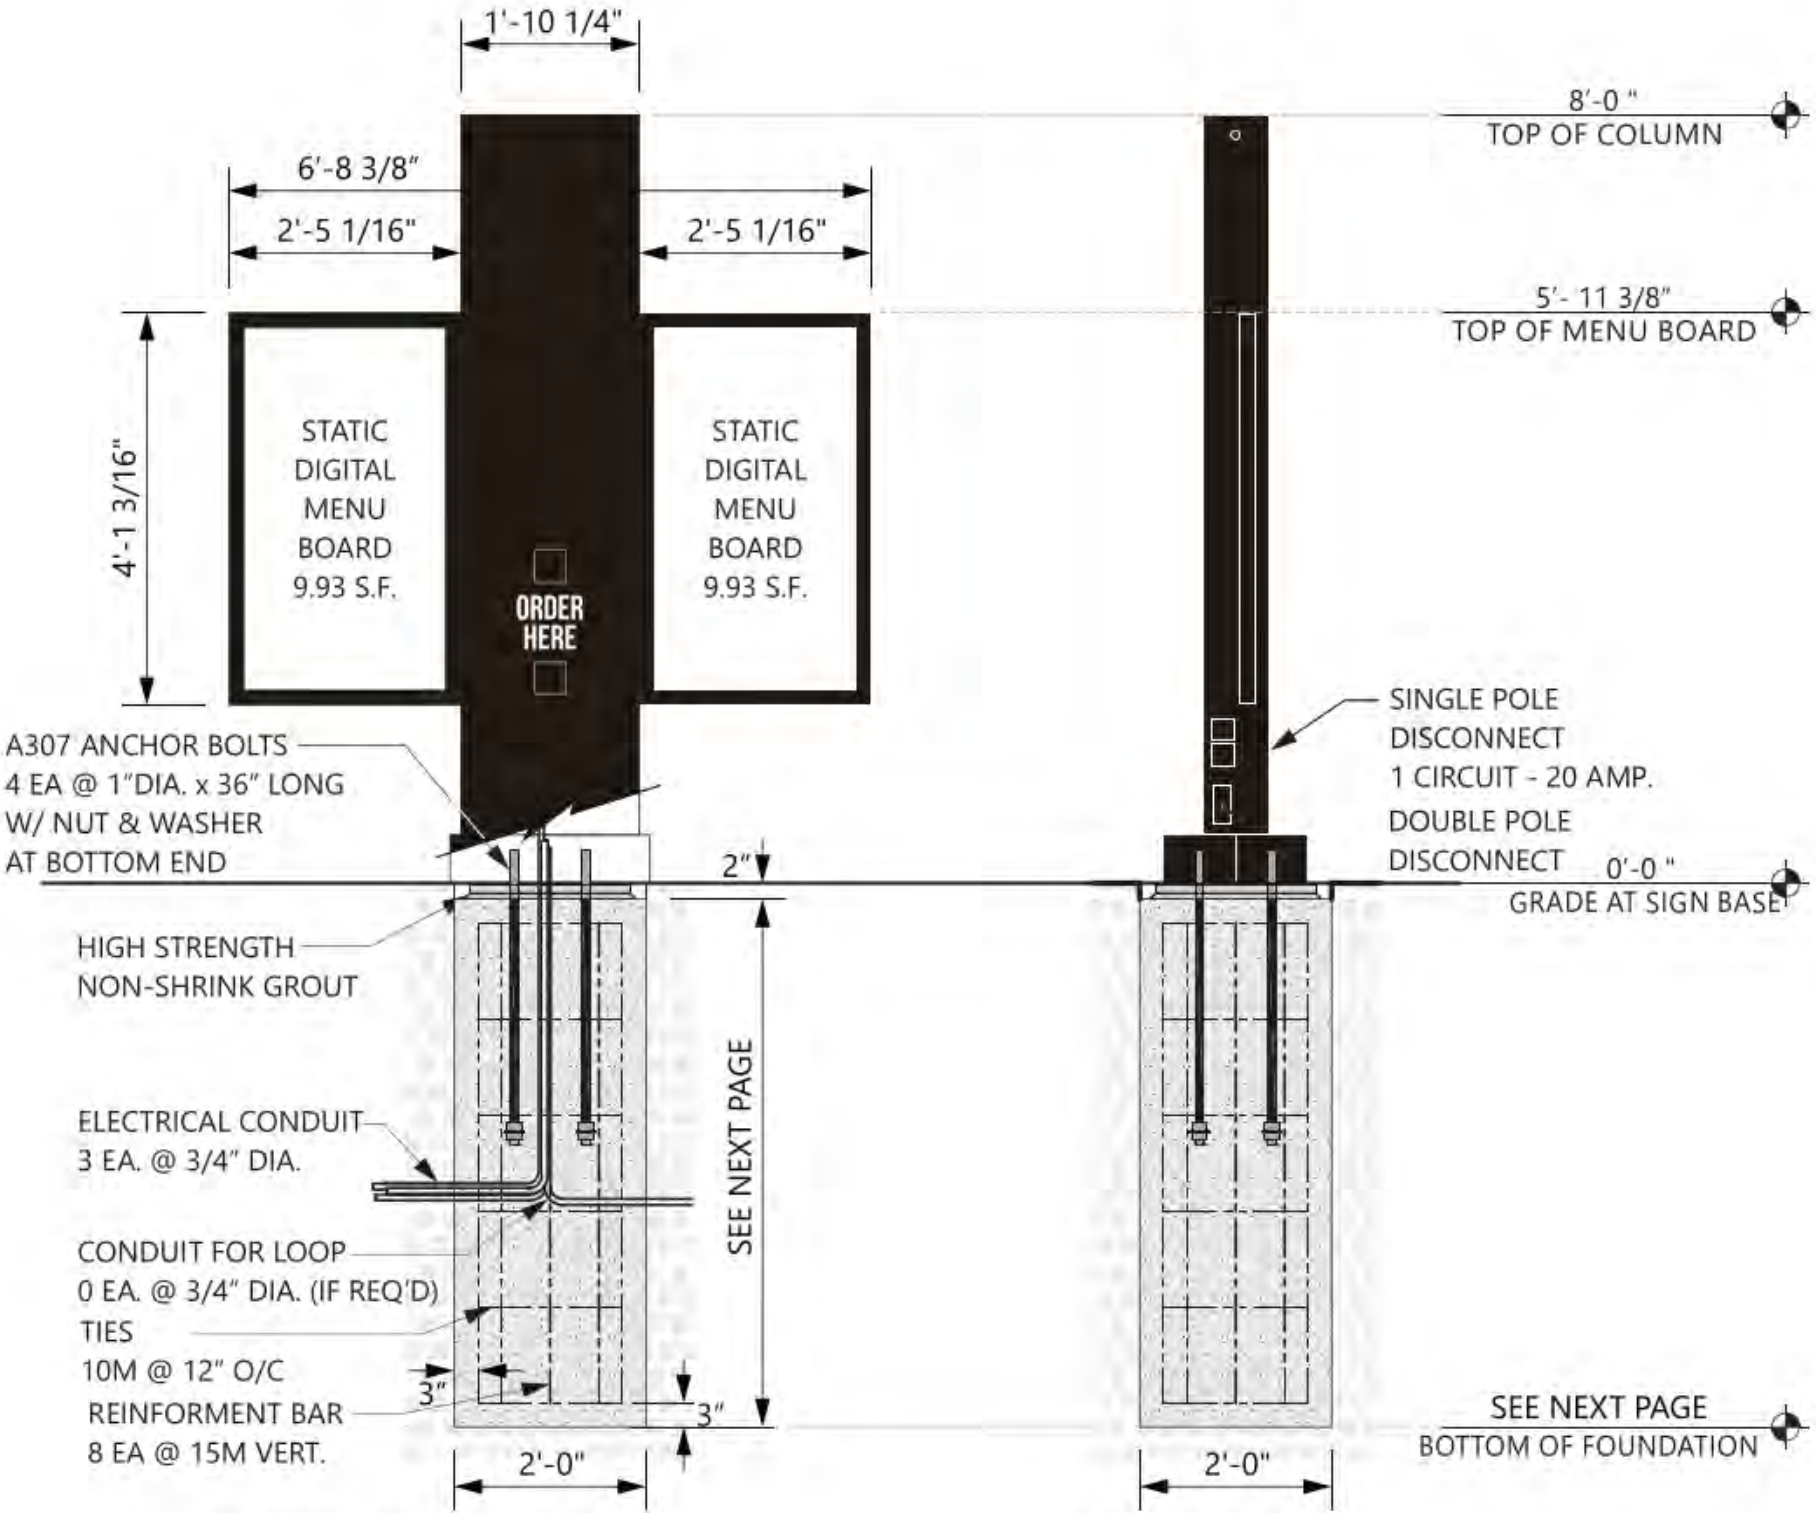 1'-10 1/4"
8'-0 "
TOP OF COLUMN
6'-8 3/8"
2'-5 1/16"
2'-5 1/16"
5'- 11 3/8"
TOP OF MENU BOARD
4'-1 3/16"
STATIC
DIGITAL
MENU
BOARD
9.93 S.F.
STATIC
DIGITAL
MENU
BOARD
9.93 S.F.
ORDER
HERE
A307 ANCHOR BOLTS
4 EA @ 1"DIA. x 36" LONG
W/ NUT & WASHER
AT BOTTOM END
SINGLE POLE
DISCONNECT
1 CIRCUIT - 20 AMP.
DOUBLE POLE
DISCONNECT
2"
0'-0 "
GRADE AT SIGN BASE
HIGH STRENGTH
NON-SHRINK GROUT
ELECTRICAL CONDUIT
3 EA. @ 3/4" DIA.
SEE NEXT PAGE
CONDUIT FOR LOOP
0 EA. @ 3/4" DIA. (IF REQ'D)
TIES
10M @ 12" O/C
3"
REINFORMENT BAR
8 EA @ 15M VERT.
3"
SEE NEXT PAGE
BOTTOM OF FOUNDATION
2'-0"
2'-0"